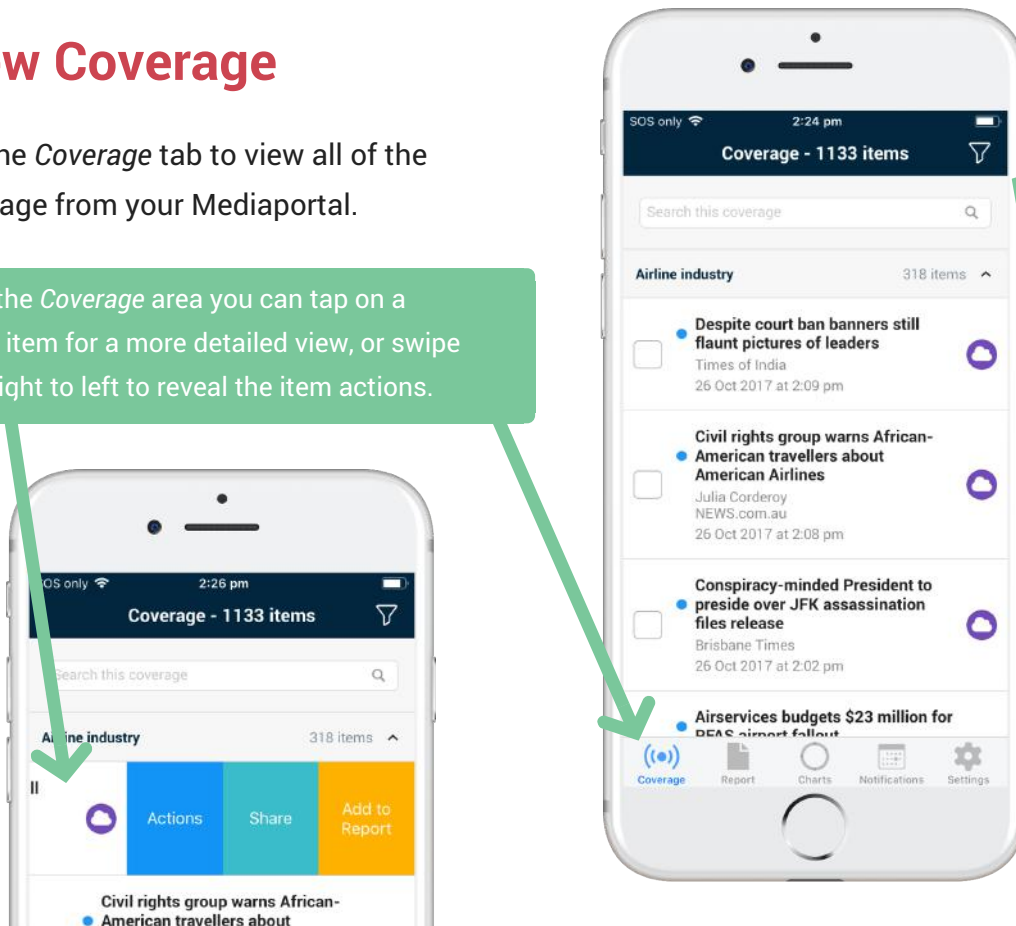 w Coverage
he Coverage tab to view all of the
age from your Mediaportal.
the Coverage area you can tap on a
item for a more detailed view, or swipe
ight to left to reveal the item actions.
SOS only 2:24 pm
Coverage - 1133 items
Search this coverage
Airline industry 318 items
Despite court ban banners still
flaunt pictures of leaders
Times of India
26 Oct 2017 at 2:09 pm
Civil rights group warns African-
American travellers about
American Airlines
Julia Corderoy
NEWS.com.au
26 Oct 2017 at 2:08 pm
Conspiracy-minded President to
preside over JFK assassination
files release
Brisbane Times
26 Oct 2017 at 2:02 pm
Airservices budgets $23 million for
PFAS airport fallout
Coverage Report Charts Notifications Settings
SOS only 2:26 pm
Coverage - 1133 items
Search this coverage
Airline industry 318 items
ll
Actions Share Add to
Report
Civil rights group warns African-
American travellers about